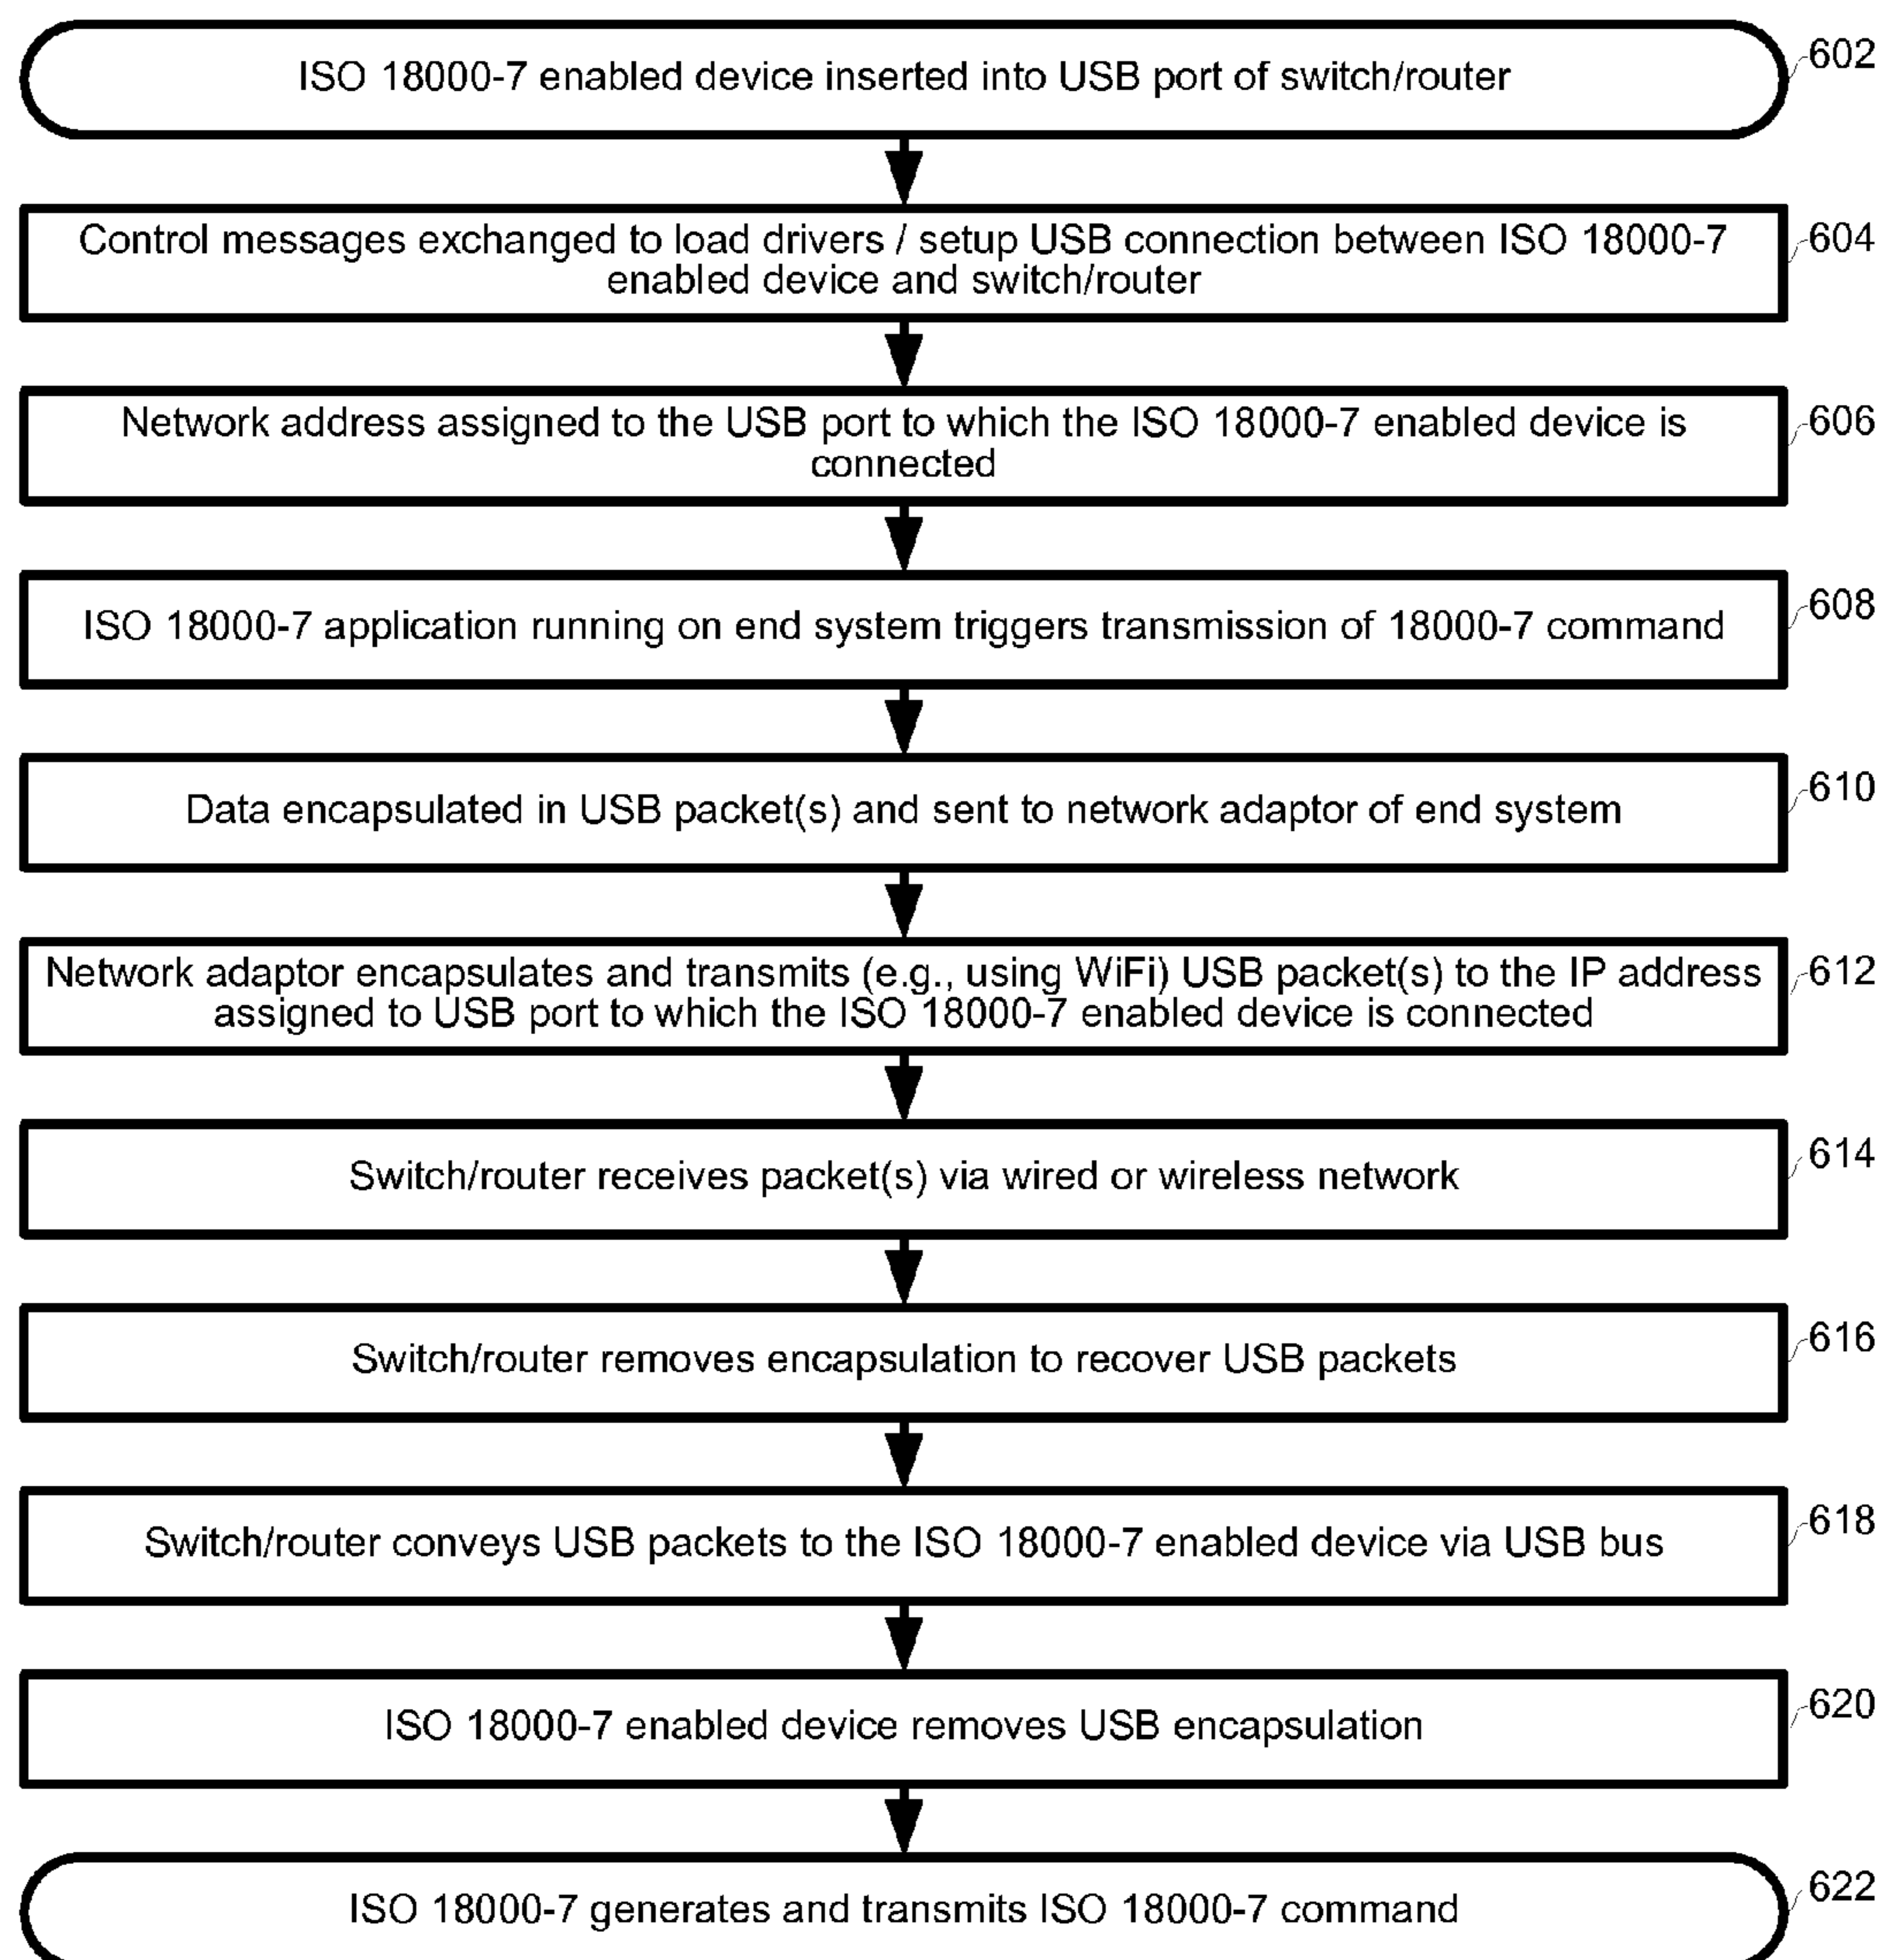 ISO 18000-7 enabled device inserted into USB port of switch/router
602
Control messages exchanged to load drivers / setup USB connection between ISO 18000-7
enabled device and switch/router
604
Network address assigned to the USB port to which the ISO 18000-7 enabled device is
connected
606
ISO 18000-7 application running on end system triggers transmission of 18000-7 command
608
Data encapsulated in USB packet(s) and sent to network adaptor of end system
610
Network adaptor encapsulates and transmits (e.g., using WiFi) USB packet(s) to the IP address
assigned to USB port to which the ISO 18000-7 enabled device is connected
612
Switch/router receives packet(s) via wired or wireless network
614
Switch/router removes encapsulation to recover USB packets
616
Switch/router conveys USB packets to the ISO 18000-7 enabled device via USB bus
618
ISO 18000-7 enabled device removes USB encapsulation
620
ISO 18000-7 generates and transmits ISO 18000-7 command
622